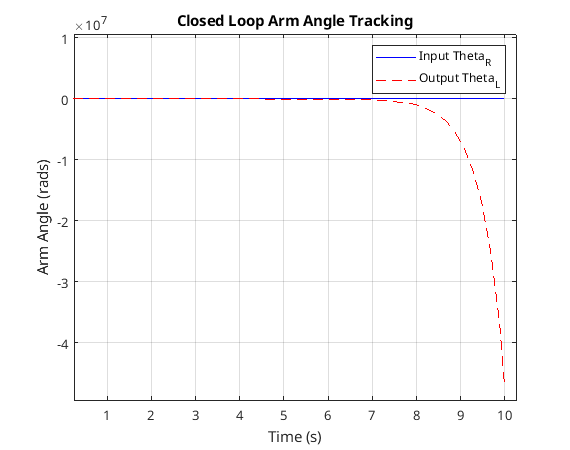 Closed Loop Arm Angle Tracking
×10^7
Input Theta_R
Output Theta_L
1
0
-1
-2
-3
-4
Arm Angle (rads)
1 2 3 4 5 6 7 8 9 10
Time (s)